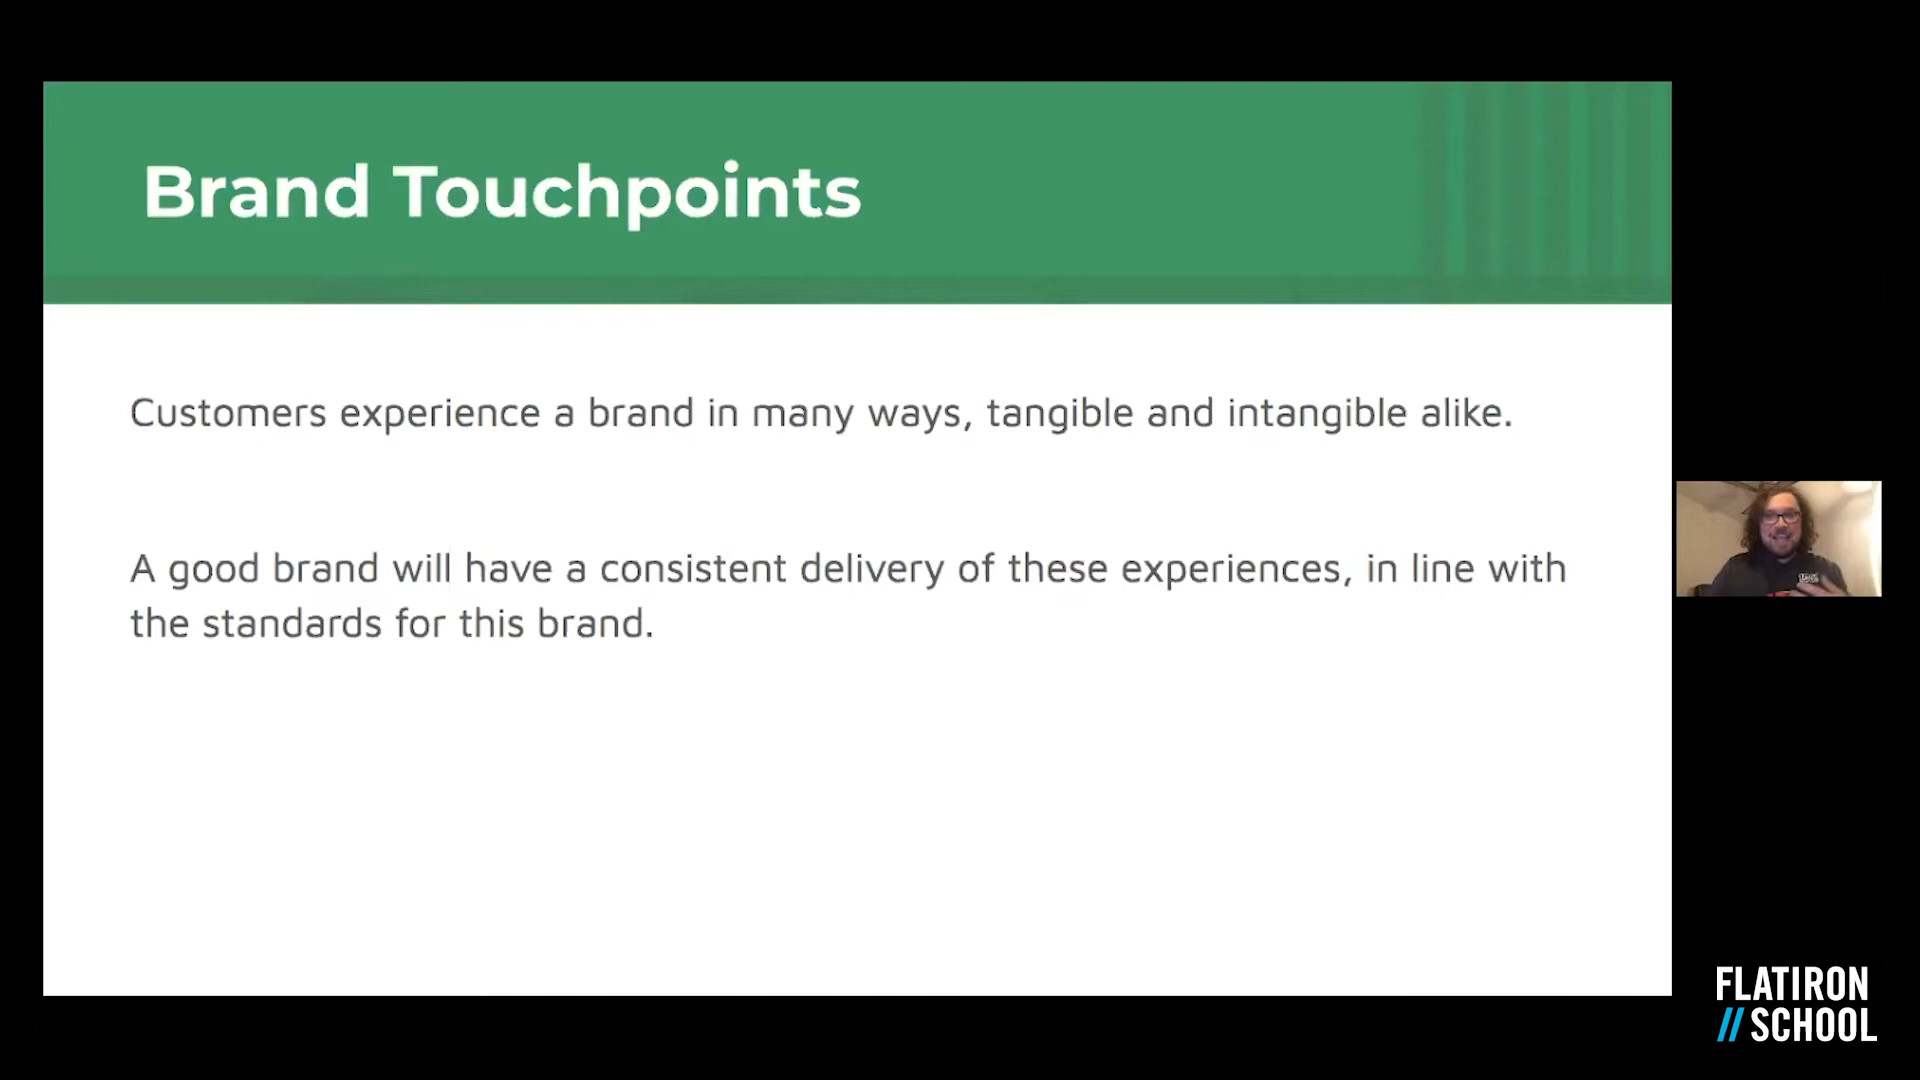 Brand Touchpoints
Customers experience a brand in many ways, tangible and intangible alike.
A good brand will have a consistent delivery of these experiences, in line with
the standards for this brand.
FLATIRON
// SCHOOL